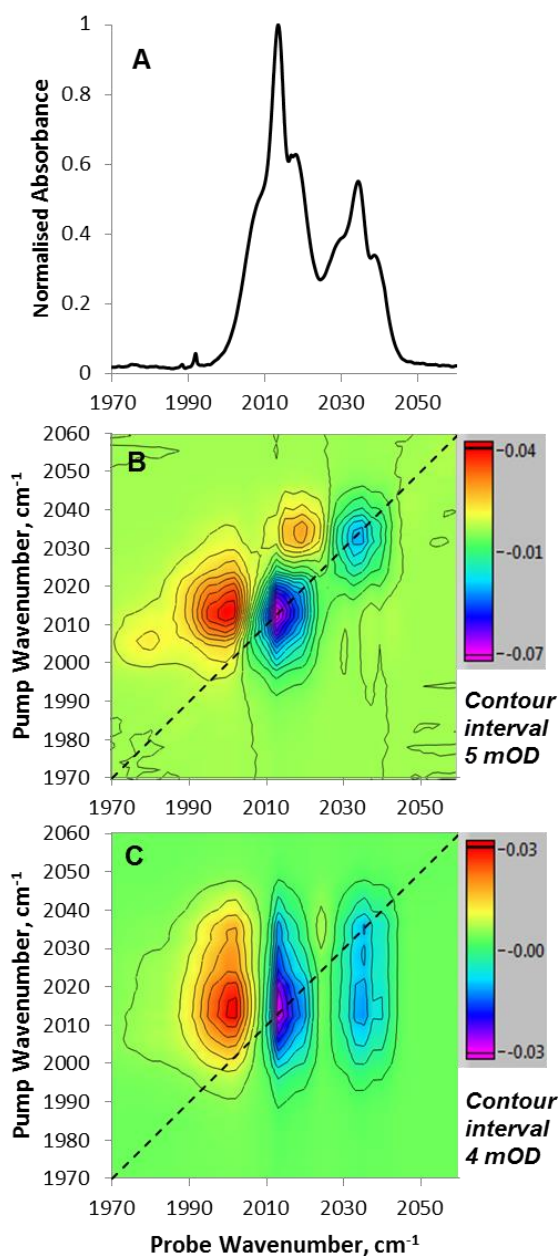 1
0.8
0.6
0.4
0.2
0
A
Normalised Absorbance
1970 1990 2010 2030 2050
2060
2050
2040
2030
2020
2010
2000
1990
1980
1970
B
Pump Wavenumber, cm-1
1970 1990 2010 2030 2050
-0.04
-0.01
-0.07
Contour
interval
5 mOD
2060
2050
2040
2030
2020
2010
2000
1990
1980
1970
C
Pump Wavenumber, cm-1
1970 1990 2010 2030 2050
-0.03
-0.00
-0.03
Contour
interval
4 mOD
Probe Wavenumber, cm-1